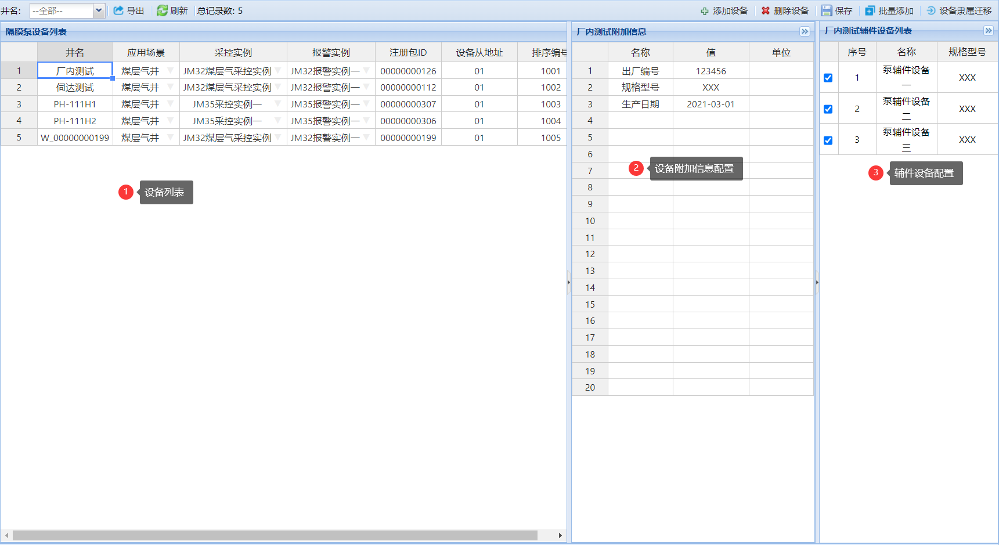 井名: --全部-- 导出 刷新 总记录数: 5 添加设备 删除设备 保存 批量添加 设备隶属迁移
隔膜泵设备列表
井名 应用场景 采控实例 报警实例 注册包ID 设备从地址 排序编号
1 厂内测试 煤层气井 JM32煤层气采控实例 JM32报警实例一 00000000126 01 1001
2 伺达测试 煤层气井 JM32煤层气采控实例 JM32报警实例一 00000000112 01 1002
3 PH-111H1 煤层气井 JM35采控实例一 JM35报警实例一 00000000307 01 1003
4 PH-111H2 煤层气井 JM35采控实例一 JM35报警实例一 00000000306 01 1004
5 W_00000000199 煤层气井 JM32煤层气采控实例 JM32报警实例一 00000000199 01 1005
1 设备列表
厂内测试附加信息
名称 值 单位
1 出厂编号 123456
2 规格型号 XXX
3 生产日期 2021-03-01
4
5
6
7
8
9
10
11
12
13
14
15
16
17
18
19
20
2 设备附加信息配置
厂内测试辅件设备列表
序号 名称 规格型号
1 泵辅件设备一 XXX
2 泵辅件设备二 XXX
3 泵辅件设备三 XXX
3 辅件设备配置